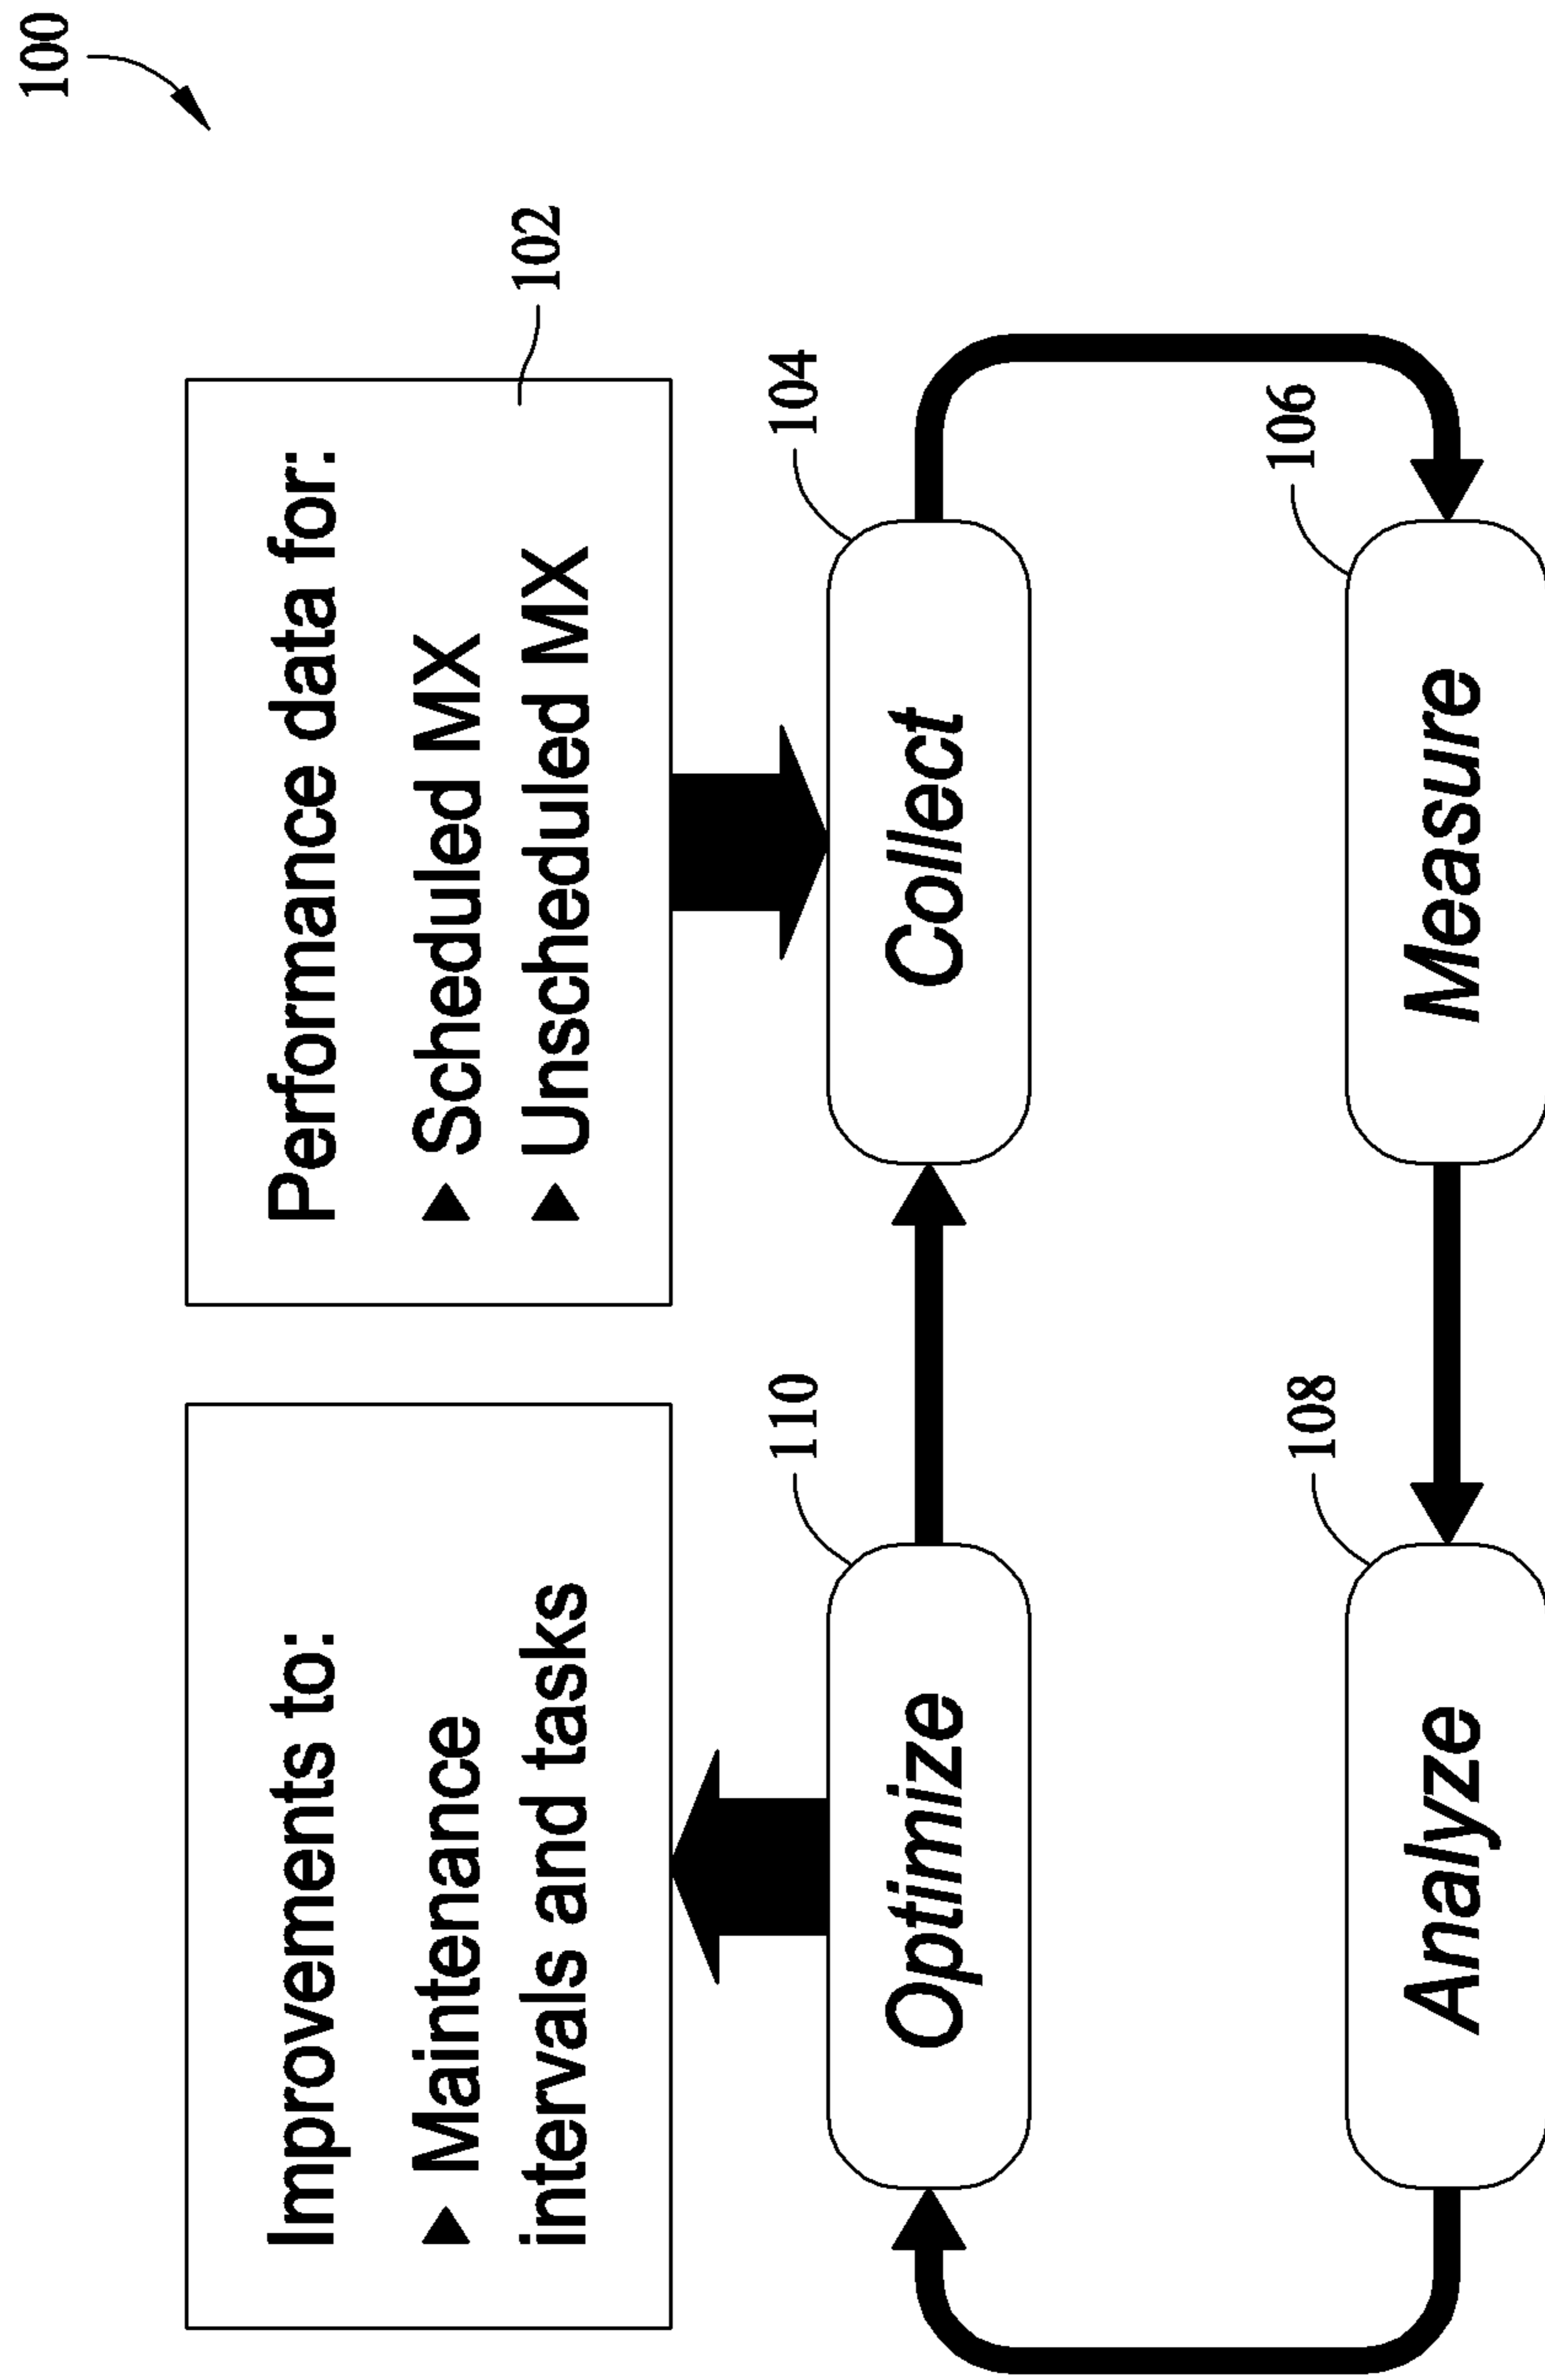 100
Improvements to:
▶ Maintenance
intervals and tasks
Performance data for:
▶ Scheduled MX
▶ Unscheduled MX
102
110
Optimize
104
Collect
108
Analyze
106
Measure